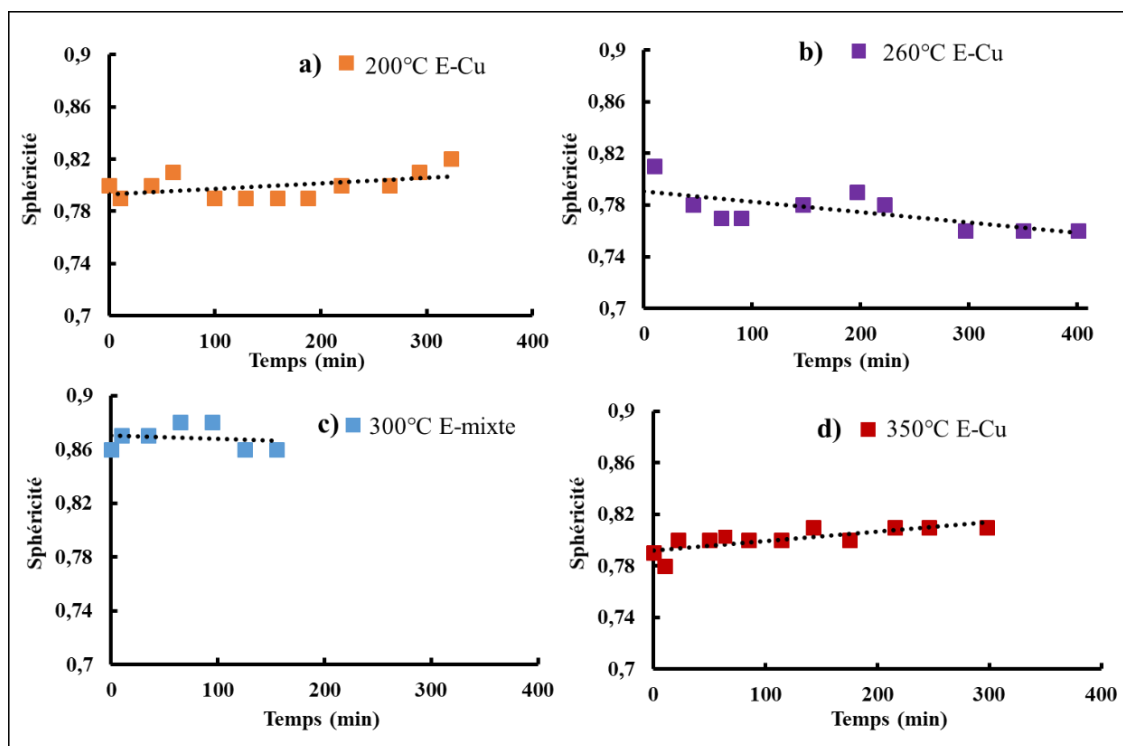 a) 200°C E-Cu
0,9
0,86
0,82
0,78
0,74
0,7
Sphéricité
0 100 200 300 400
Temps (min)
b) 260°C E-Cu
0,9
0,86
0,82
0,78
0,74
0,7
Sphéricité
0 100 200 300 400
Temps (min)
c) 300°C E-mixte
0,9
0,86
0,82
0,78
0,74
0,7
Sphéricité
0 100 200 300 400
Temps (min)
d) 350°C E-Cu
0,9
0,86
0,82
0,78
0,74
0,7
Sphéricité
0 100 200 300 400
Temps (min)